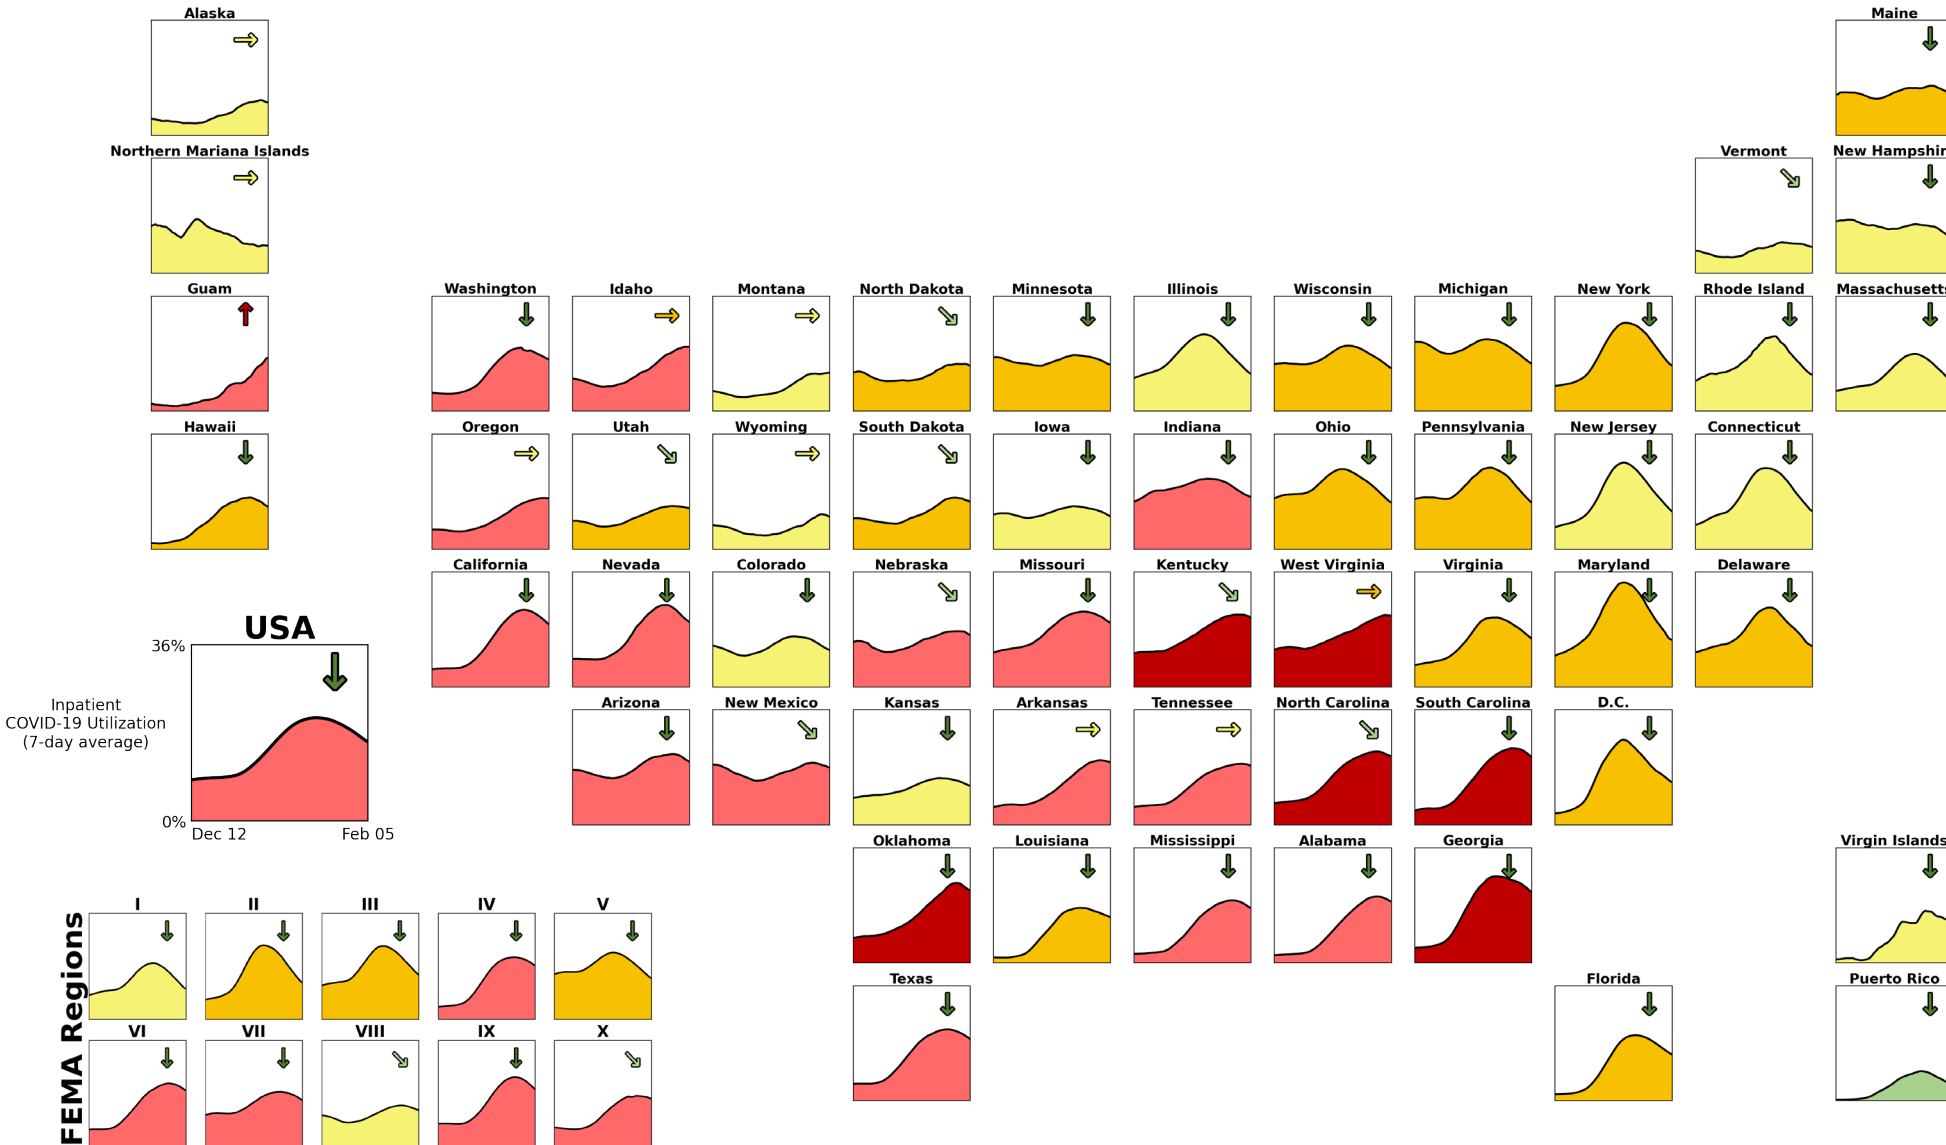 Alaska
Maine
Northern Mariana Islands
Vermont
New Hampshir
Guam
Washington
Idaho
Montana
North Dakota
Minnesota
Illinois
Wisconsin
Michigan
New York
Rhode Island
Massachusetts
Hawaii
Oregon
Utah
Wyoming
South Dakota
Iowa
Indiana
Ohio
Pennsylvania
New Jersey
Connecticut
California
Nevada
Colorado
Nebraska
Missouri
Kentucky
West Virginia
Virginia
Maryland
Delaware
USA
36%
Inpatient
COVID-19 Utilization
(7-day average)
0%
Dec 12
Feb 05
Arizona
New Mexico
Kansas
Arkansas
Tennessee
North Carolina
South Carolina
D.C.
Oklahoma
Louisiana
Mississippi
Alabama
Georgia
Virgin Islands
Texas
Florida
Puerto Rico
FEMA Regions
I
II
III
IV
V
VI
VII
VIII
IX
X